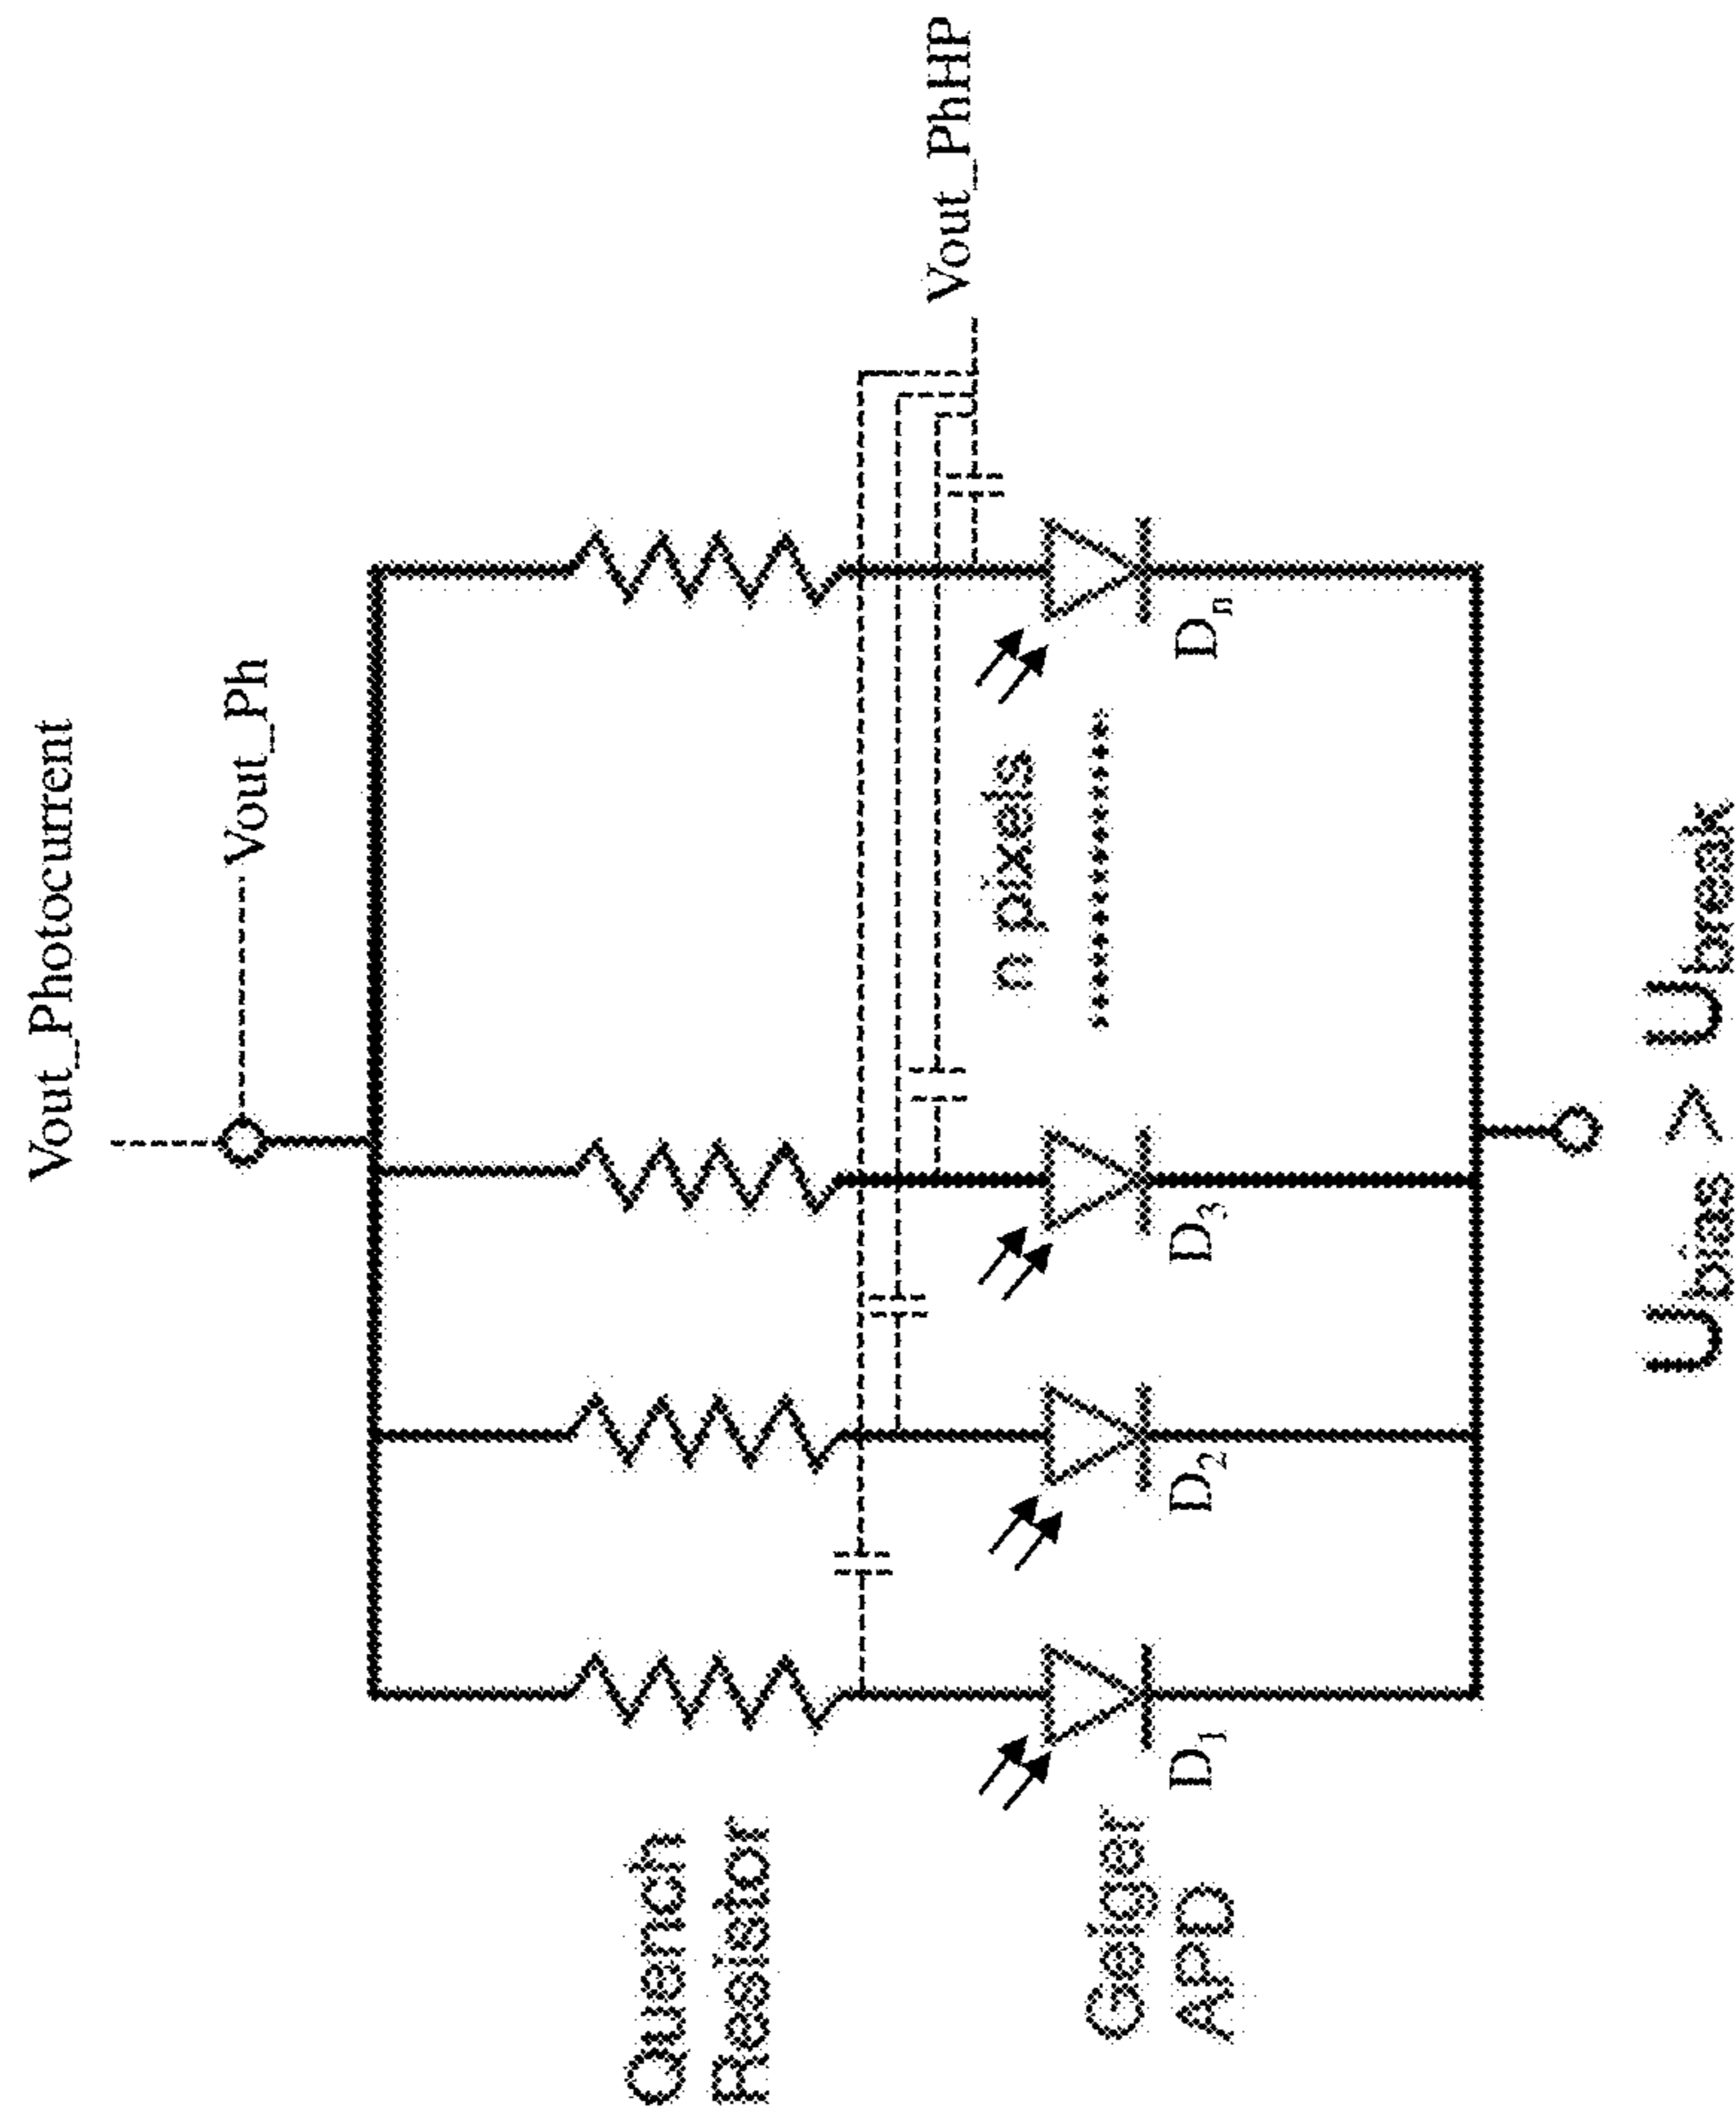 Vout_Photocurrent
Vout_Ph
Quench
Resistor
Vout_PhHP
n pixels
Geiger
APD
D1
D2
D3
Dn
Ubias > Ubreak